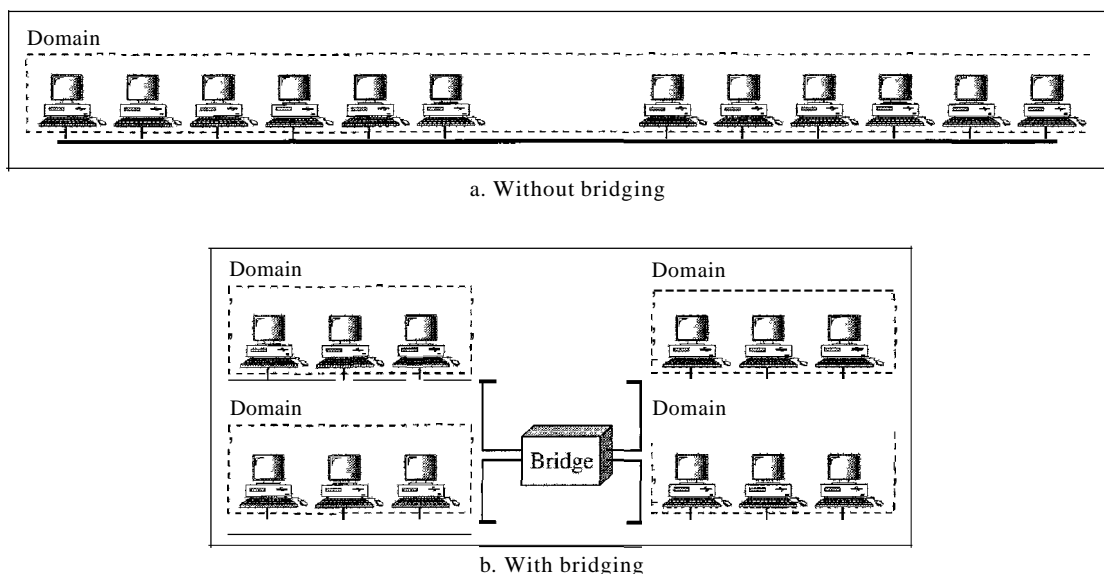 Domain
a. Without bridging
Domain
Domain
Domain
Domain
Bridge
b. With bridging